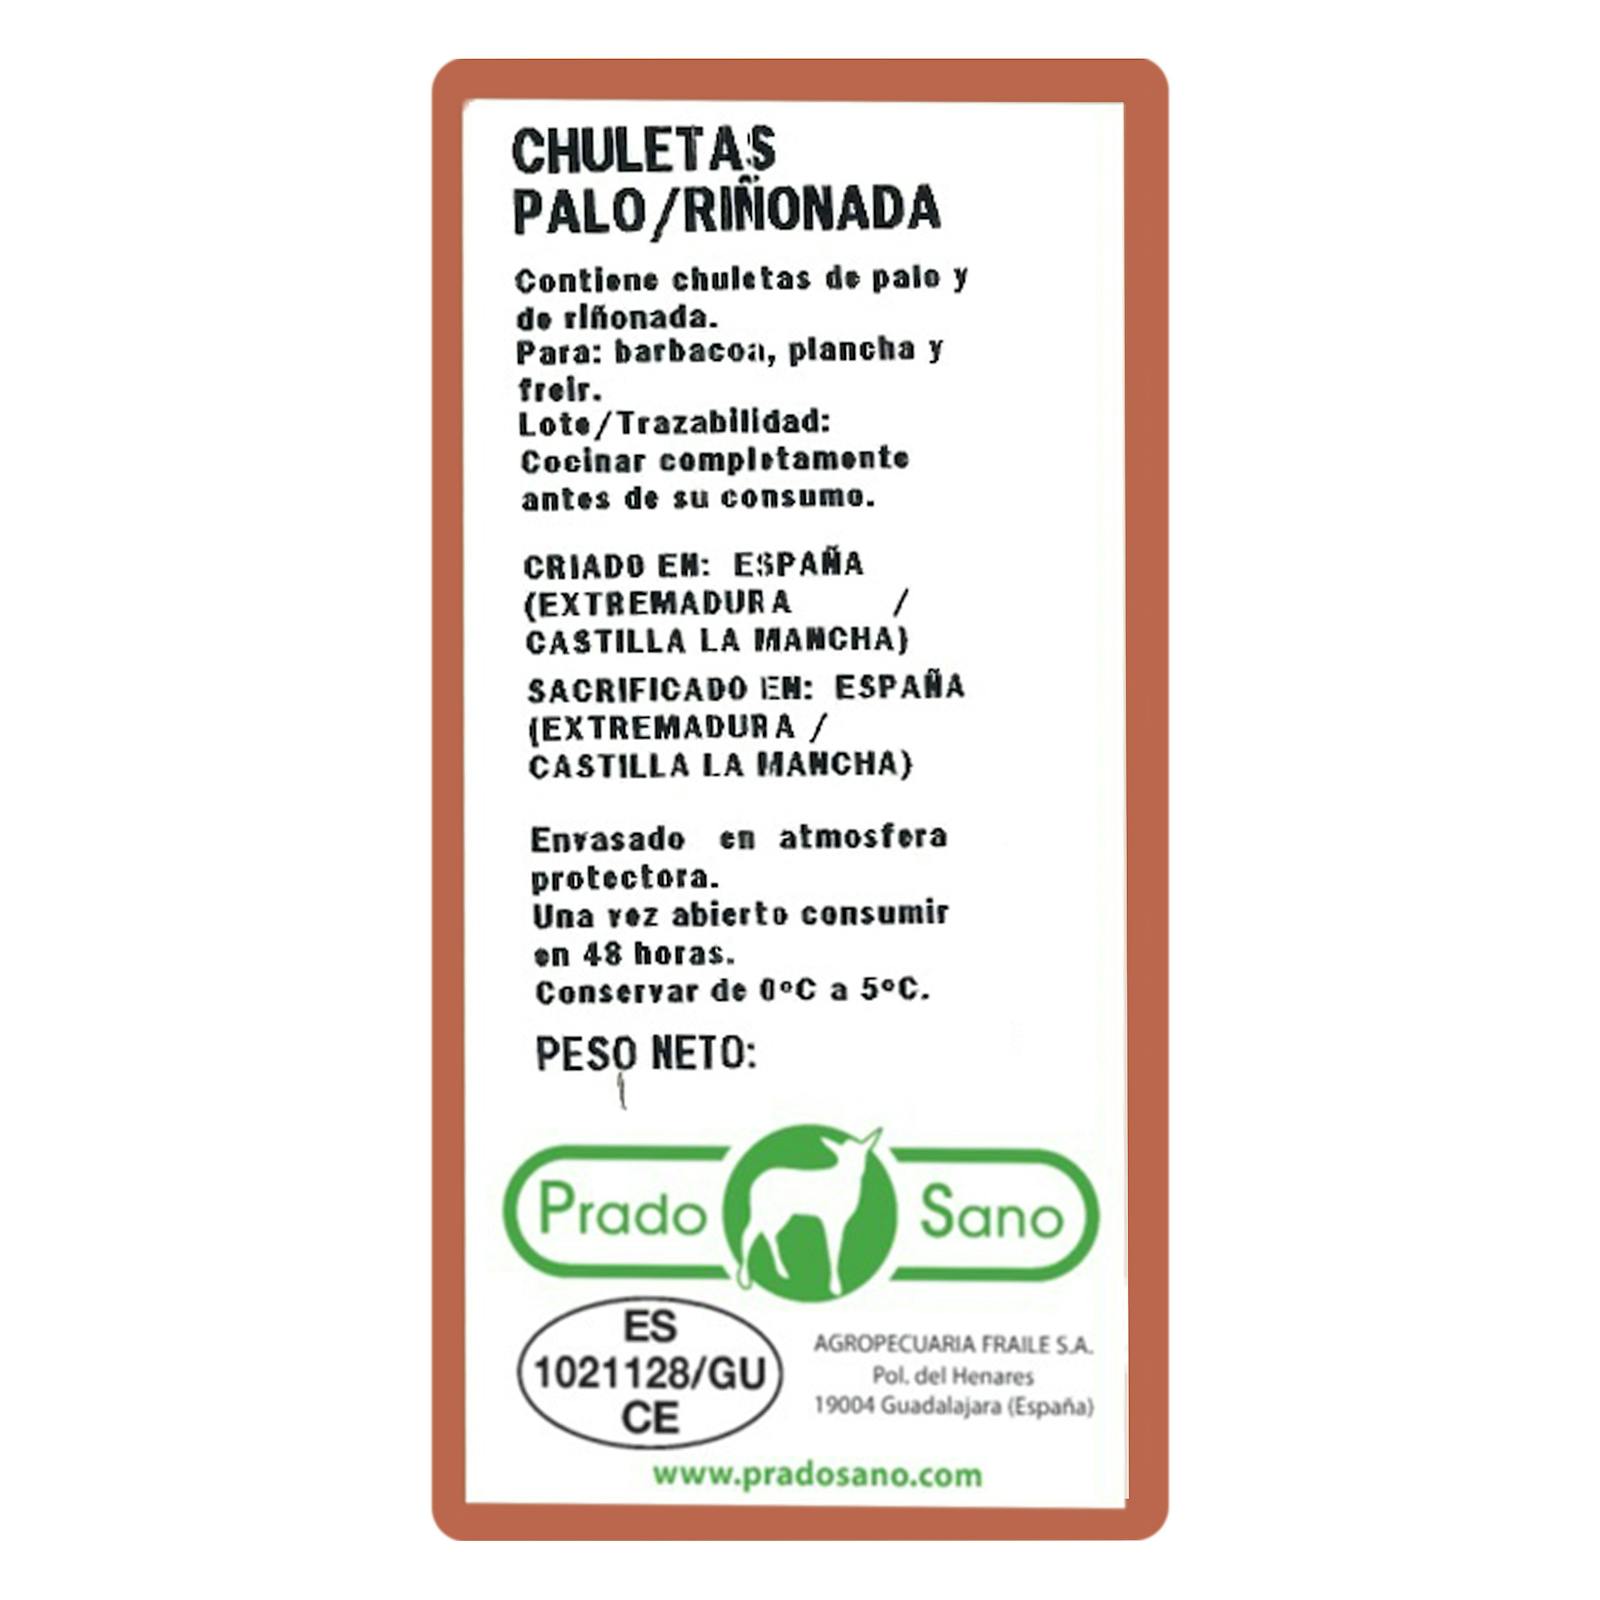 CHULETAS
PALO/RIÑONADA
Contiene chuletas de palo y
de riñonada.
Para: barbacoa, plancha y
freir.
Lote/Trazabilidad:
Cocinar completamente
antes de su consumo.
CRIADO EN: ESPAÑA
(EXTREMADURA /
CASTILLA LA MANCHA)
SACRIFICADO EN: ESPAÑA
(EXTREMADURA /
CASTILLA LA MANCHA)
Envasado en atmosfera
protectora.
Una vez abierto consumir
en 48 horas.
Conservar de 0ºC a 5ºC.
PESO NETO:
Prado Sano
ES
1021128/GU
CE
AGROPECUARIA FRAILE S.A.
Pol. del Henares
19004 Guadalajara (España)
www.pradosano.com